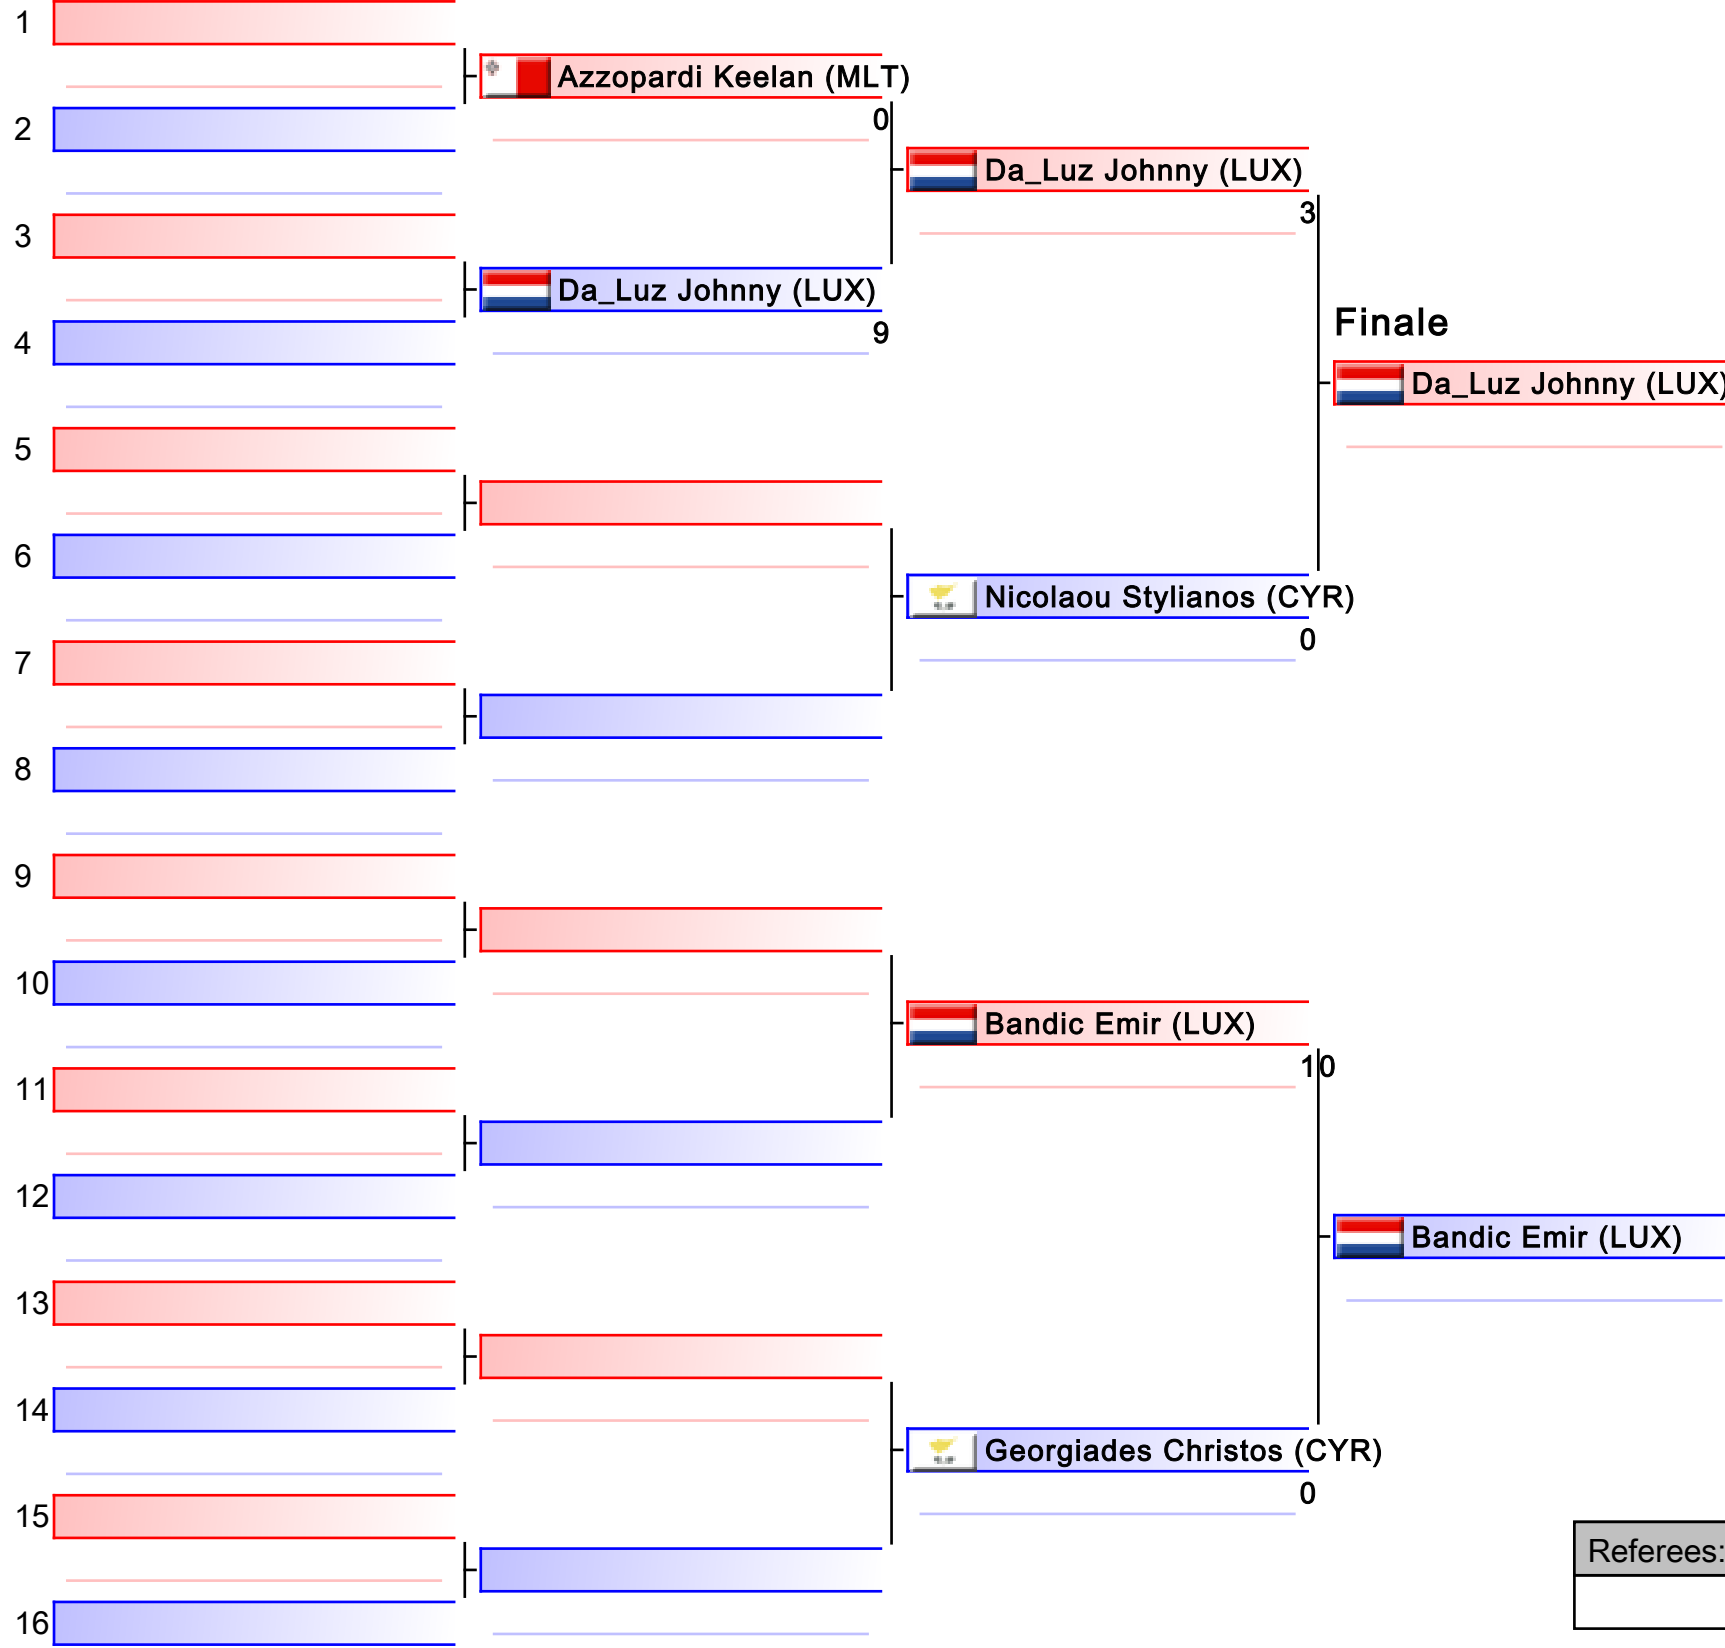 1
Azzopardi Keelan (MLT)
0
2
Da_Luz Johnny (LUX)
3
3
Da_Luz Johnny (LUX)
9
4
Finale
Da_Luz Johnny (LUX)
5
6
Nicolaou Stylianos (CYR)
0
7
8
9
10
Bandic Emir (LUX)
10
11
12
Bandic Emir (LUX)
13
14
Georgiades Christos (CYR)
0
15
Referees:
16